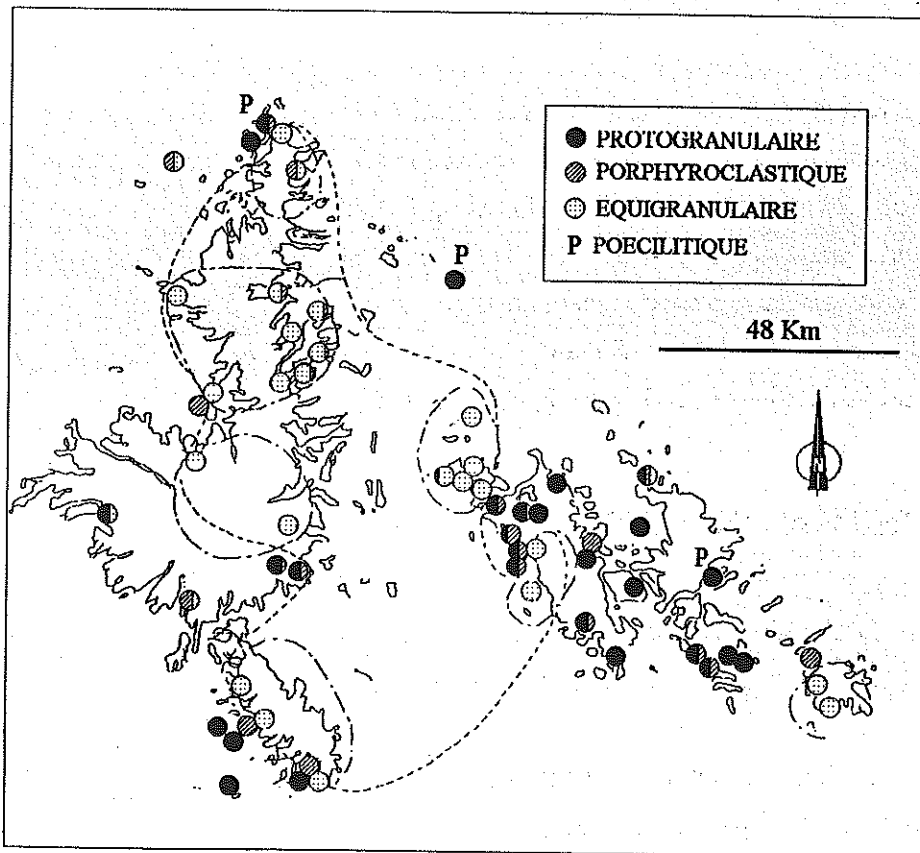 P
PROTOGRANULAIRE
PORPHYROCLASTIQUE
EQUIGRANULAIRE
P POECILITIQUE
P
48 Km
N
P